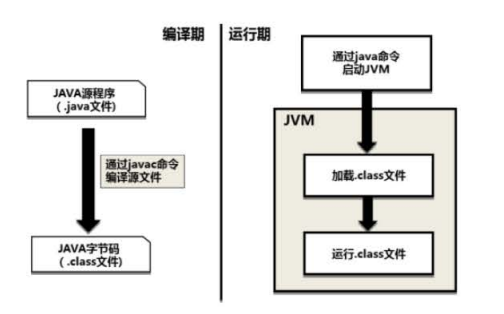 编译期
运行期
JAVA源程序
（.java文件)
通过javac命令
编译源文件
JAVA字节码
（.class文件)
通过java命令
启动JVM
JVM
加载.class文件
运行.class文件